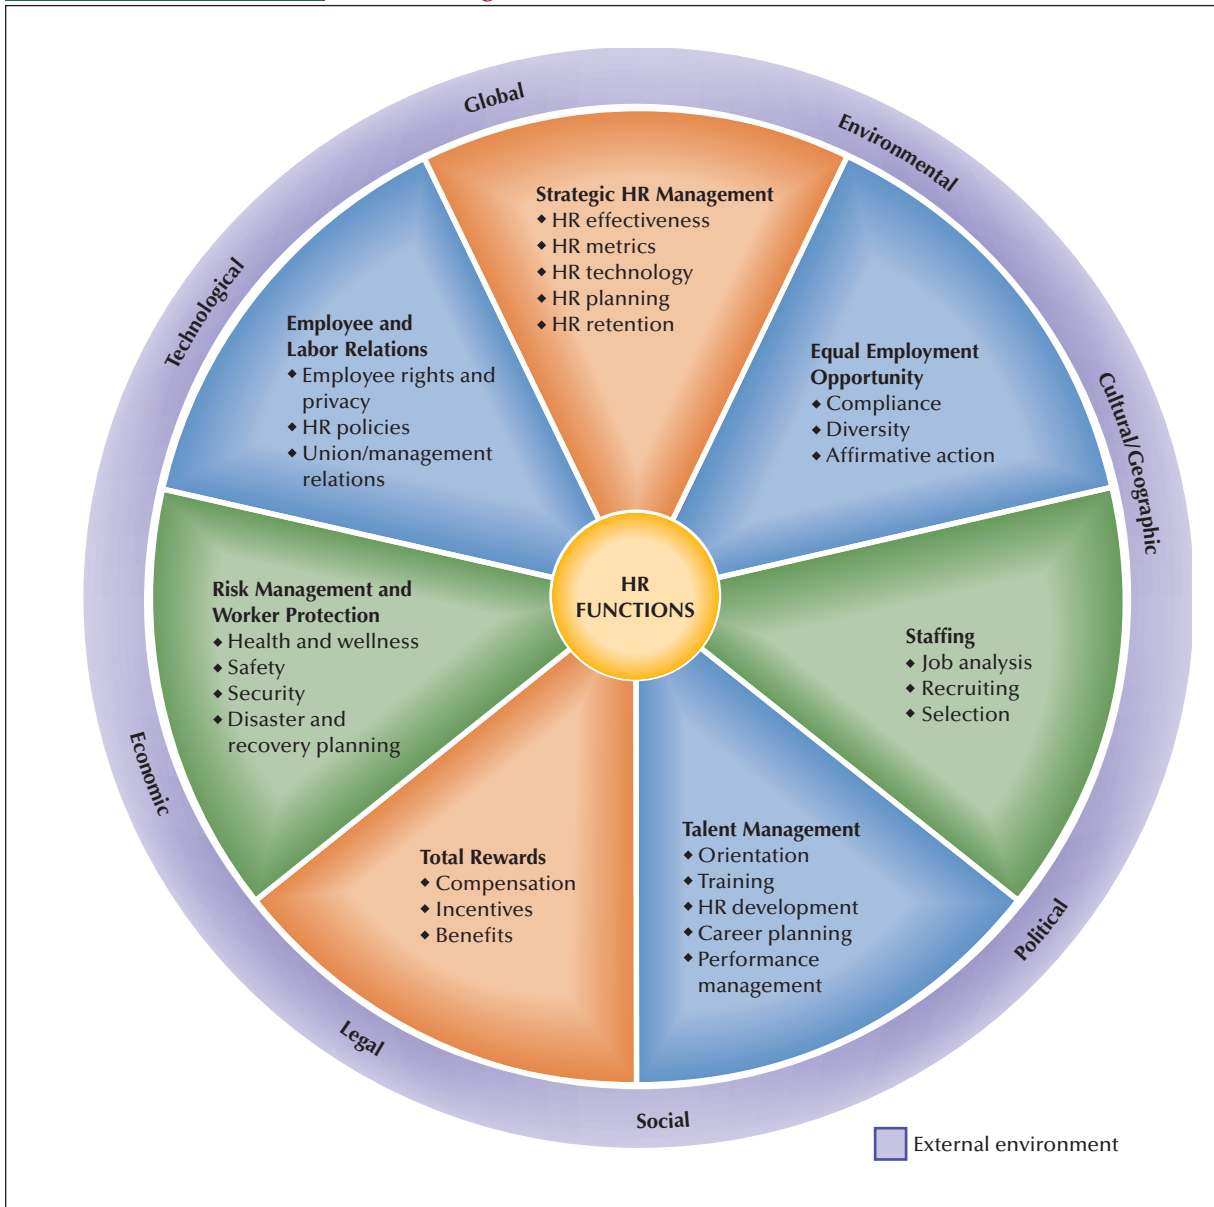 Global
Environmental
Technological
Cultural/Geographic
Economic
Political
Legal
Social
Strategic HR Management
◆ HR effectiveness
◆ HR metrics
◆ HR technology
◆ HR planning
◆ HR retention
Equal Employment
Opportunity
◆ Compliance
◆ Diversity
◆ Affirmative action
Staffing
◆ Job analysis
◆ Recruiting
◆ Selection
Talent Management
◆ Orientation
◆ Training
◆ HR development
◆ Career planning
◆ Performance
management
Total Rewards
◆ Compensation
◆ Incentives
◆ Benefits
Risk Management and
Worker Protection
◆ Health and wellness
◆ Safety
◆ Security
◆ Disaster and
recovery planning
Employee and
Labor Relations
◆ Employee rights and
privacy
◆ HR policies
◆ Union/management
relations
HR
FUNCTIONS
External environment